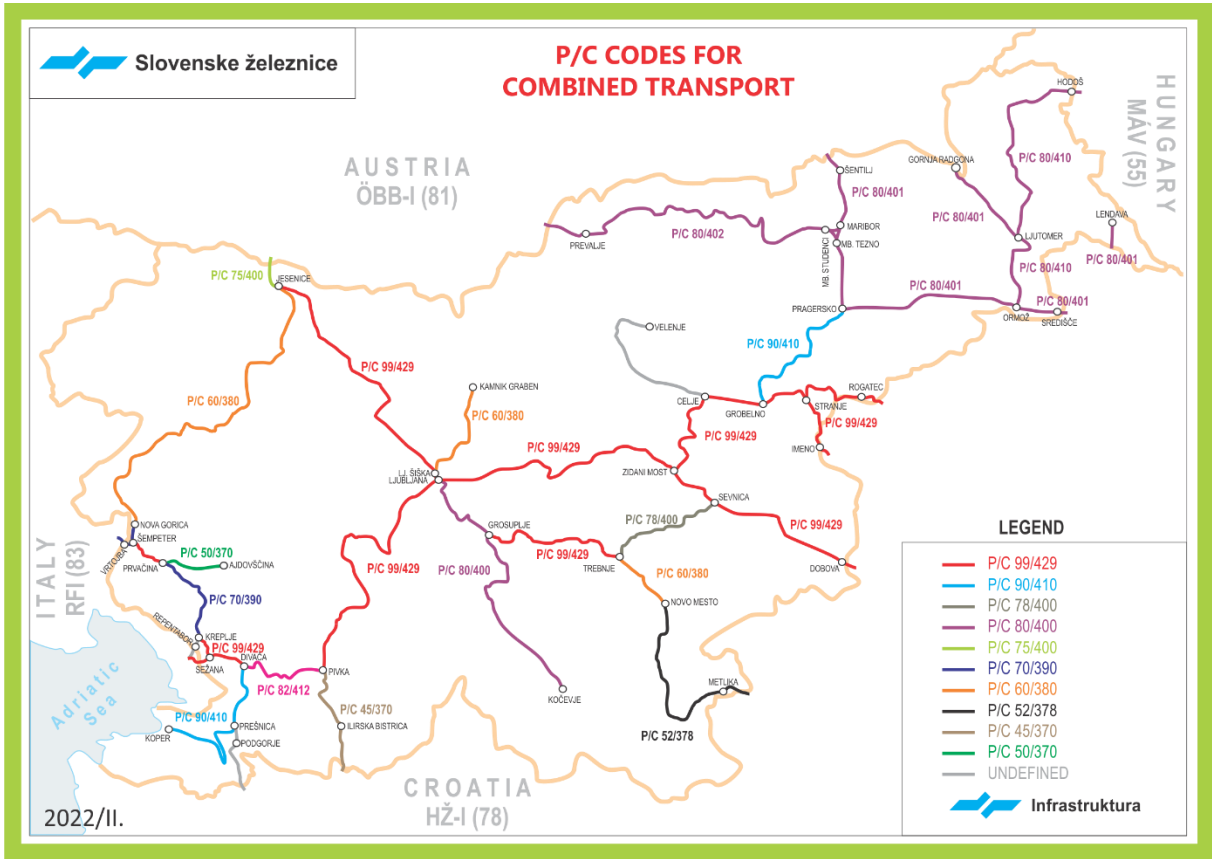 Slovenske železnice
P/C CODES FOR
COMBINED TRANSPORT
HUNGARY
MÁV (55)
AUSTRIA
ÖBB-I (81)
HODOŠ
P/C 80/410
GORNJA RADGONA
ŠENTILJ
P/C 80/401
P/C 80/401
LENDAVA
P/C 80/401
PREVALJE
P/C 80/402
MARIBOR
MB. TEZNO
MB. STUDENCI
LJUTOMER
P/C 80/410
P/C 75/400
JESENICE
P/C 80/401
P/C 80/401
PRAGERSKO
ORMOŽ
SREDIŠČE
VELENJE
P/C 90/410
P/C 99/429
KAMNIK GRABEN
P/C 60/380
P/C 60/380
CELJE
GROBELNO
ROGATEC
STRANJE
P/C 99/429
P/C 99/429
IMENO
P/C 99/429
LJ. ŠIŠKA
LJUBLJANA
ZIDANI MOST
SEVNICA
P/C 78/400
P/C 99/429
NOVA GORICA
ŠEMPETER
VRTOJBA
PRVAČINA
P/C 50/370
AJDOVŠČINA
GROSUPLJE
P/C 99/429
TREBNJE
P/C 60/380
DOBOVA
ITALY
RFI (83)
P/C 99/429
P/C 80/400
P/C 70/390
NOVO MESTO
REPENTABOR
KREPLJE
P/C 99/429
SEŽANA
DIVAČA
P/C 82/412
PIVKA
KOČEVJE
METLIKA
P/C 52/378
Adriatic
Sea
P/C 90/410
KOPER
PREŠNICA
PODGORJE
P/C 45/370
ILIRSKA BISTRICA
CROATIA
HŽ-I (78)
2022/II.
LEGEND
P/C 99/429
P/C 90/410
P/C 78/400
P/C 80/400
P/C 75/400
P/C 70/390
P/C 60/380
P/C 52/378
P/C 45/370
P/C 50/370
UNDEFINED
Infrastruktura